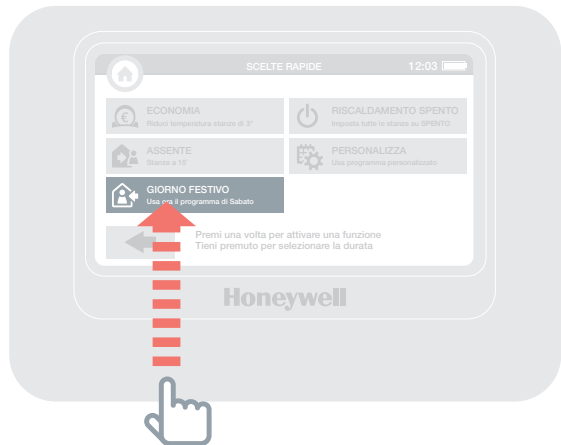 SCELTE RAPIDE 12:03
ECONOMIA
Riduci temperatura stanze di 3°
RISCALDAMENTO SPENTO
Imposta tutte le stanze su SPENTO
ASSENTE
Stanze a 15°
PERSONALIZZA
Usa programma personalizzato
GIORNO FESTIVO
Usa ora il programma di Sabato
Premi una volta per attivare una funzione
Tieni premuto per selezionare la durata
Honeywell